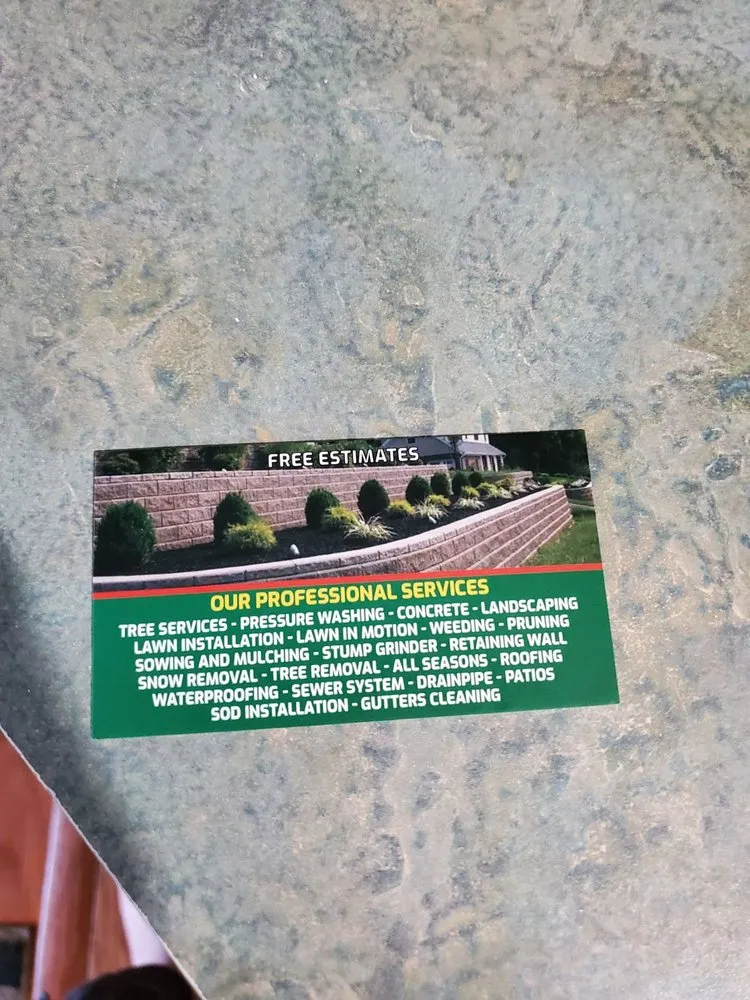 FREE ESTIMATES
OUR PROFESSIONAL SERVICES
TREE SERVICES - PRESSURE WASHING - CONCRETE - LANDSCAPING
LAWN INSTALLATION - LAWN IN MOTION - WEEDING - PRUNING
SOWING AND MULCHING - STUMP GRINDER - RETAINING WALL
SNOW REMOVAL - TREE REMOVAL - ALL SEASONS - ROOFING
WATERPROOFING - SEWER SYSTEM - DRAINPIPE - PATIOS
SOD INSTALLATION - GUTTERS CLEANING